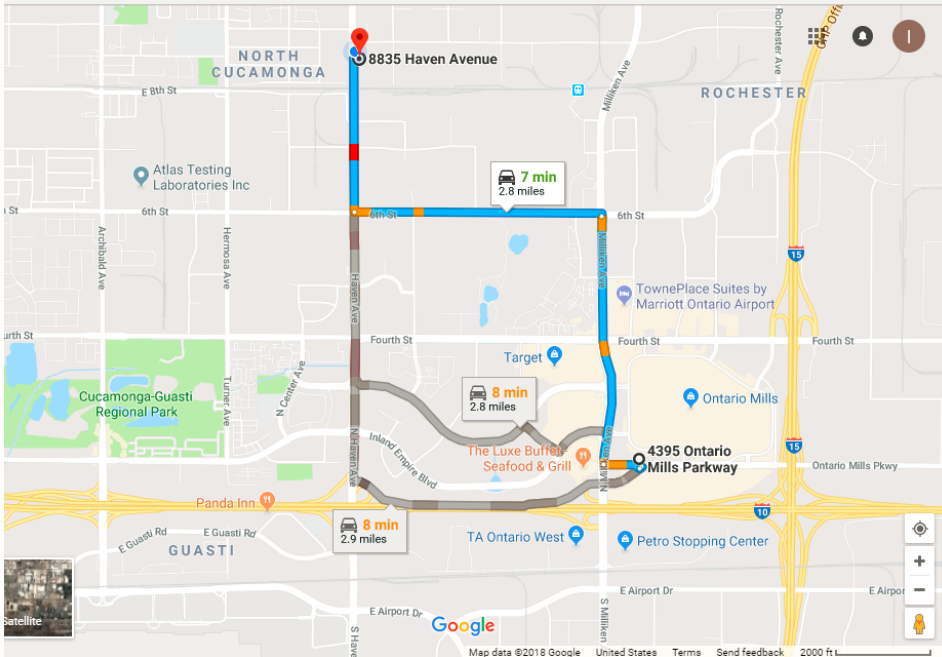 NORTH
CUCAMONGA
8835 Haven Avenue
Rochester Ave
E 8th St
Milliken Ave
ROCHESTER
Atlas Testing
Laboratories Inc
7 min
2.8 miles
6th St
6th St
6th St
Archibald Ave
Hermosa Ave
Haven Ave
Milliken Ave
15
TownePlace Suites by
Marriott Ontario Airport
Fourth St
Fourth St
Target
Cucamonga-Guasti
Regional Park
Turner Ave
N Center Ave
8 min
2.8 miles
Ontario Mills
N Haven Ave
Inland Empire Blvd
The Luxe Buffet-
Seafood & Grill
4395 Ontario
Mills Parkway
15
Ontario Mills Pkwy
Panda Inn
8 min
2.9 miles
10
E Guasti Rd
E Guasti Rd
GUASTI
TA Ontario West
Petro Stopping Center
Satellite
E Airport Dr
E Airport Dr
E Airpor
Google
S Have
S Milliken
Map data ©2018 Google United States Terms Send feedback 2000 ft